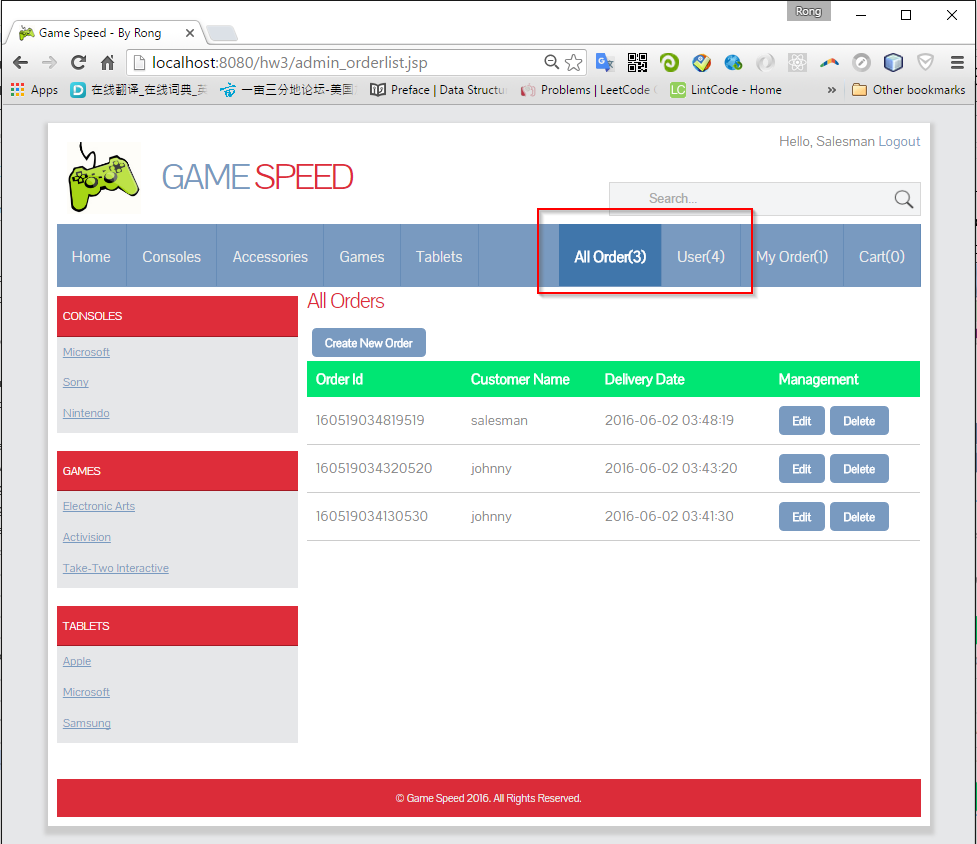 Rong
Game Speed - By Rong
localhost:8080/hw3/admin_orderlist.jsp
Apps 在线翻译_在线词典_ 一亩三分地论坛-美国 Preface | Data Structu Problems | LeetCode LC LintCode - Home » Other bookmarks
Hello, Salesman Logout
GAME SPEED
Search...
Home Consoles Accessories Games Tablets All Order(3) User(4) My Order(1) Cart(0)
CONSOLES
Microsoft
Sony
Nintendo
GAMES
Electronic Arts
Activision
Take-Two Interactive
TABLETS
Apple
Microsoft
Samsung
All Orders
Create New Order
Order Id Customer Name Delivery Date Management
160519034819519 salesman 2016-06-02 03:48:19 Edit Delete
160519034320520 johnny 2016-06-02 03:43:20 Edit Delete
160519034130530 johnny 2016-06-02 03:41:30 Edit Delete
© Game Speed 2016. All Rights Reserved.